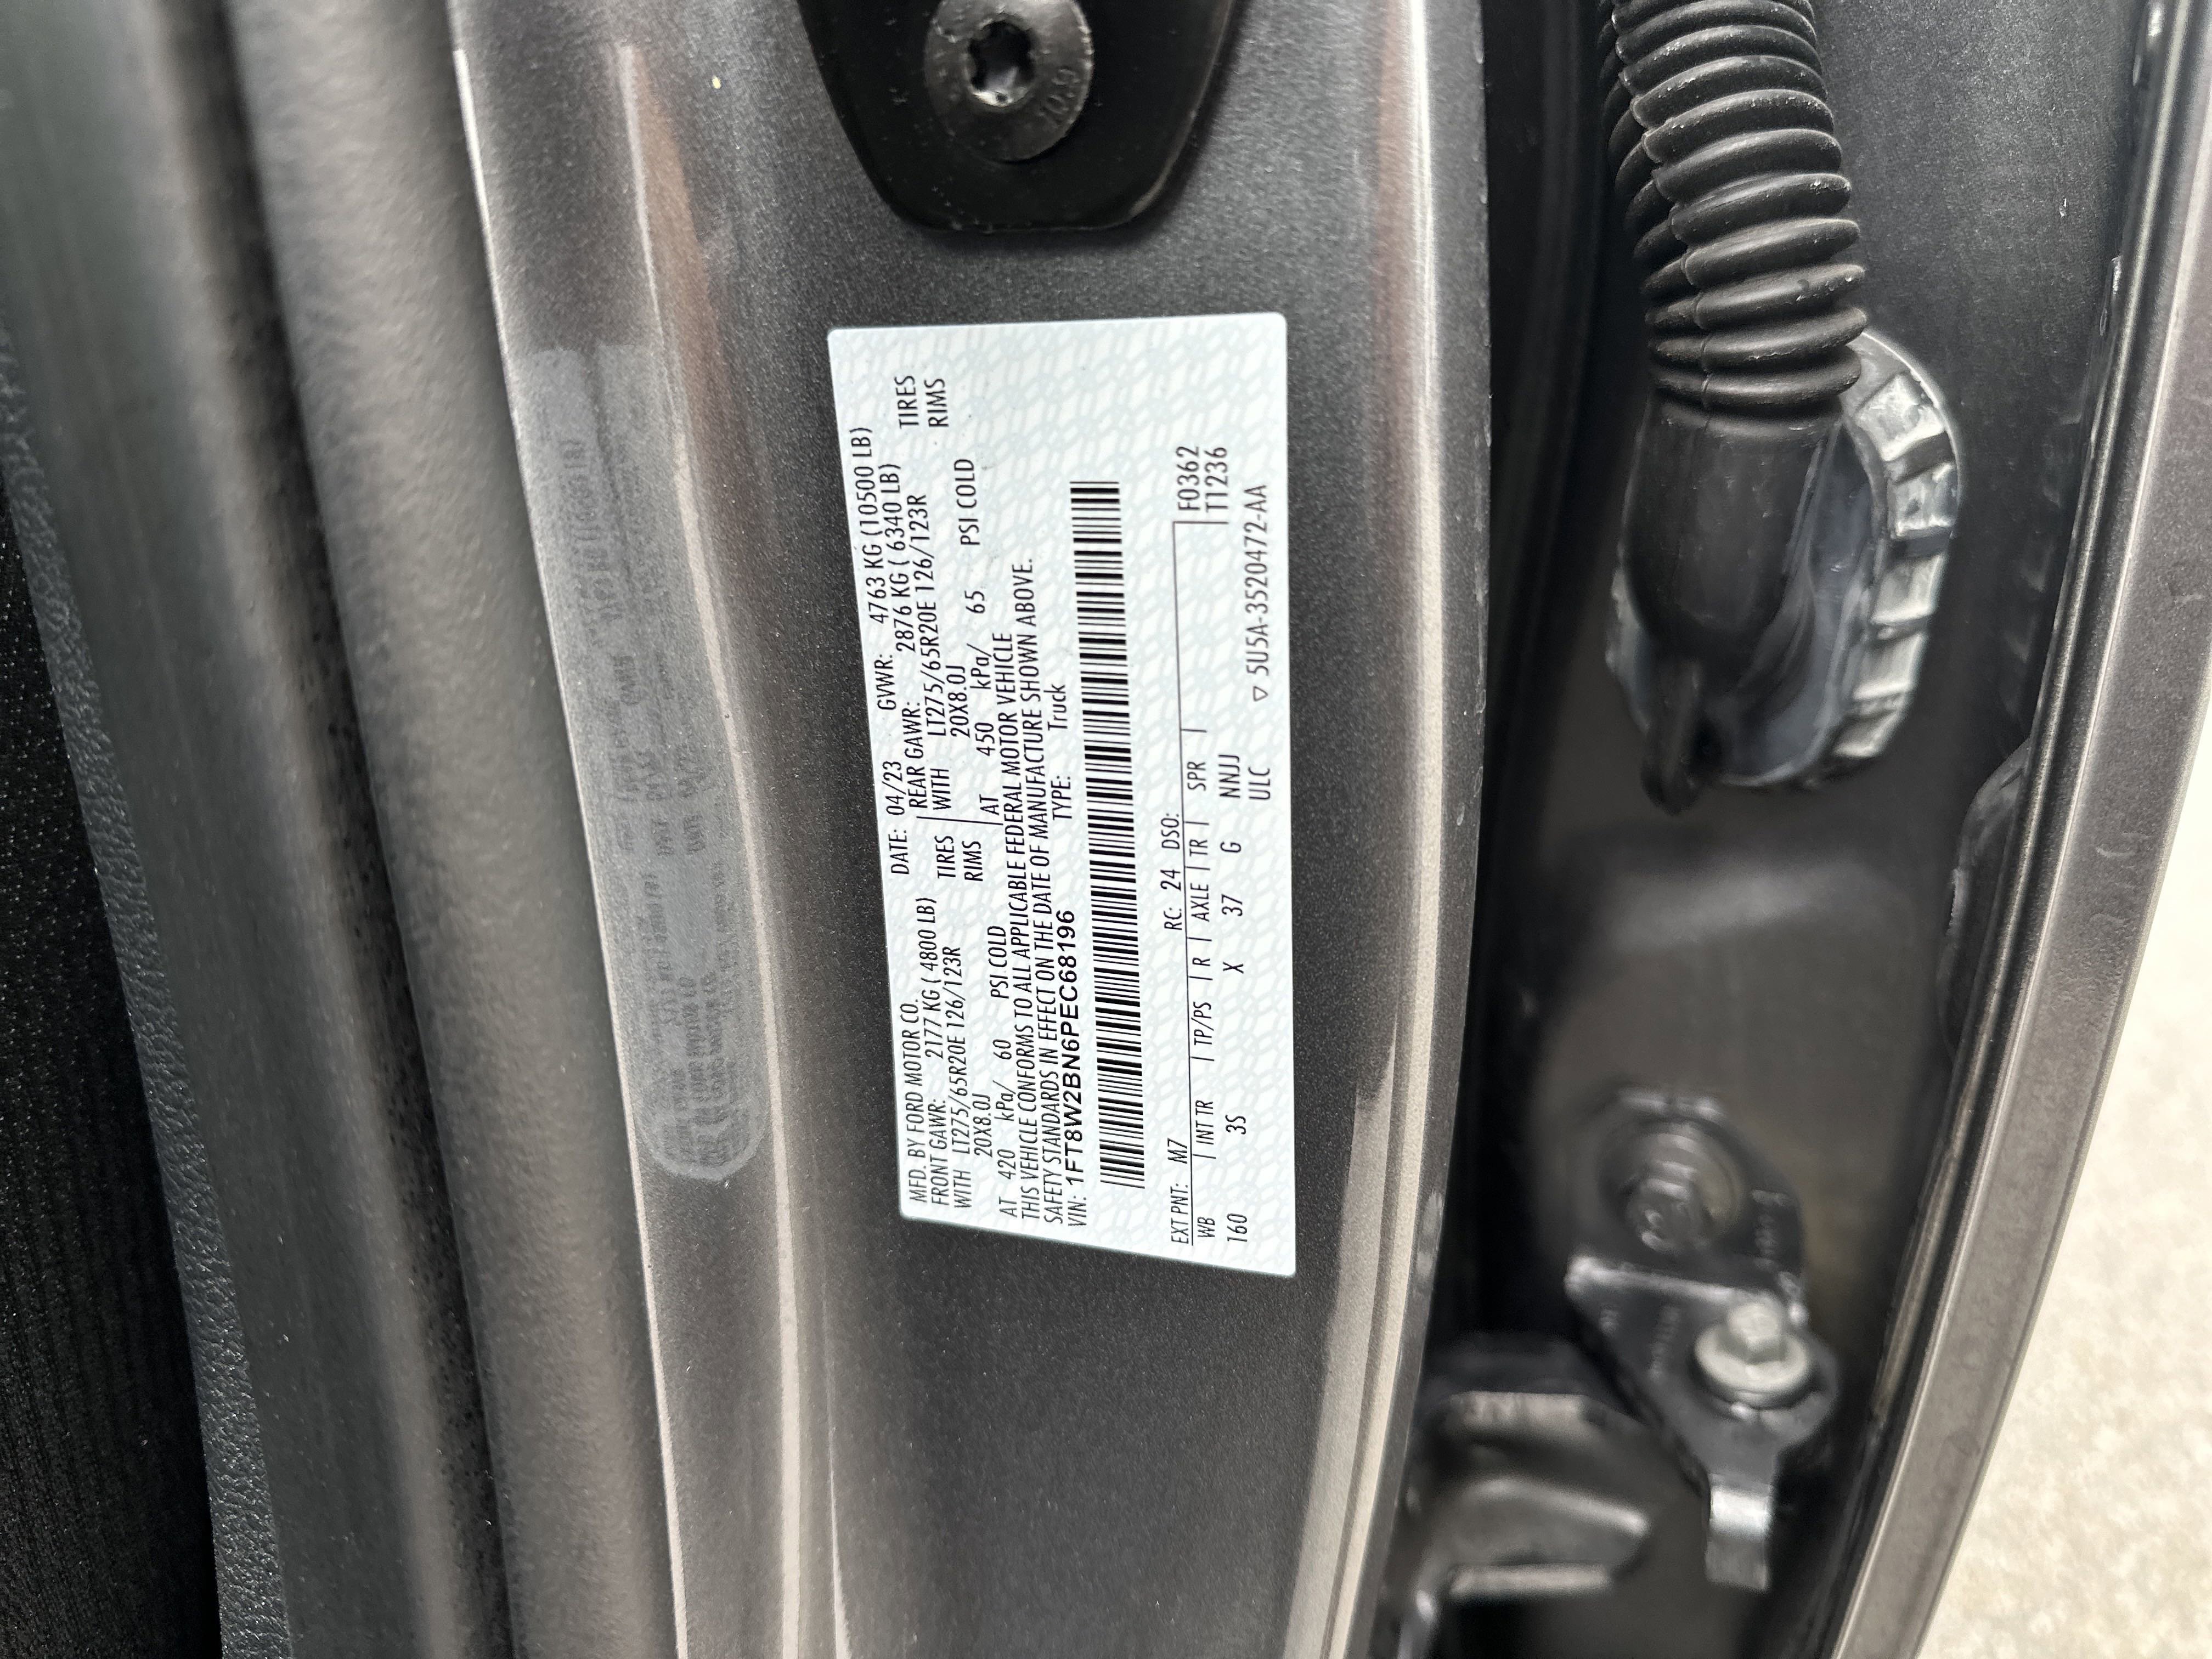 MFD. BY FORD MOTOR CO. DATE: 04/23 GVWR: 4763 KG (10500 LB)
FRONT GAWR: 2177 KG ( 4800 LB) REAR GAWR: 2876 KG ( 6340 LB)
WITH LT275/65R20E 126/123R TIRES WITH LT275/65R20E 126/123R TIRES
20X8.0J RIMS 20X8.0J RIMS
AT 420 kPa/ 60 PSI COLD AT 450 kPa/ 65 PSI COLD
THIS VEHICLE CONFORMS TO ALL APPLICABLE FEDERAL MOTOR VEHICLE
SAFETY STANDARDS IN EFFECT ON THE DATE OF MANUFACTURE SHOWN ABOVE.
VIN: 1FT8W2BN6PEC68196 TYPE: Truck
EXT PNT: M7 RC: 24 DSO: F0362
WB | INT TR | TP/PS | R | AXLE | TR | SPR | T1236
160 3S X 37 G NNJJ
ULC ▽ 5U5A-3520472-AA
10.9